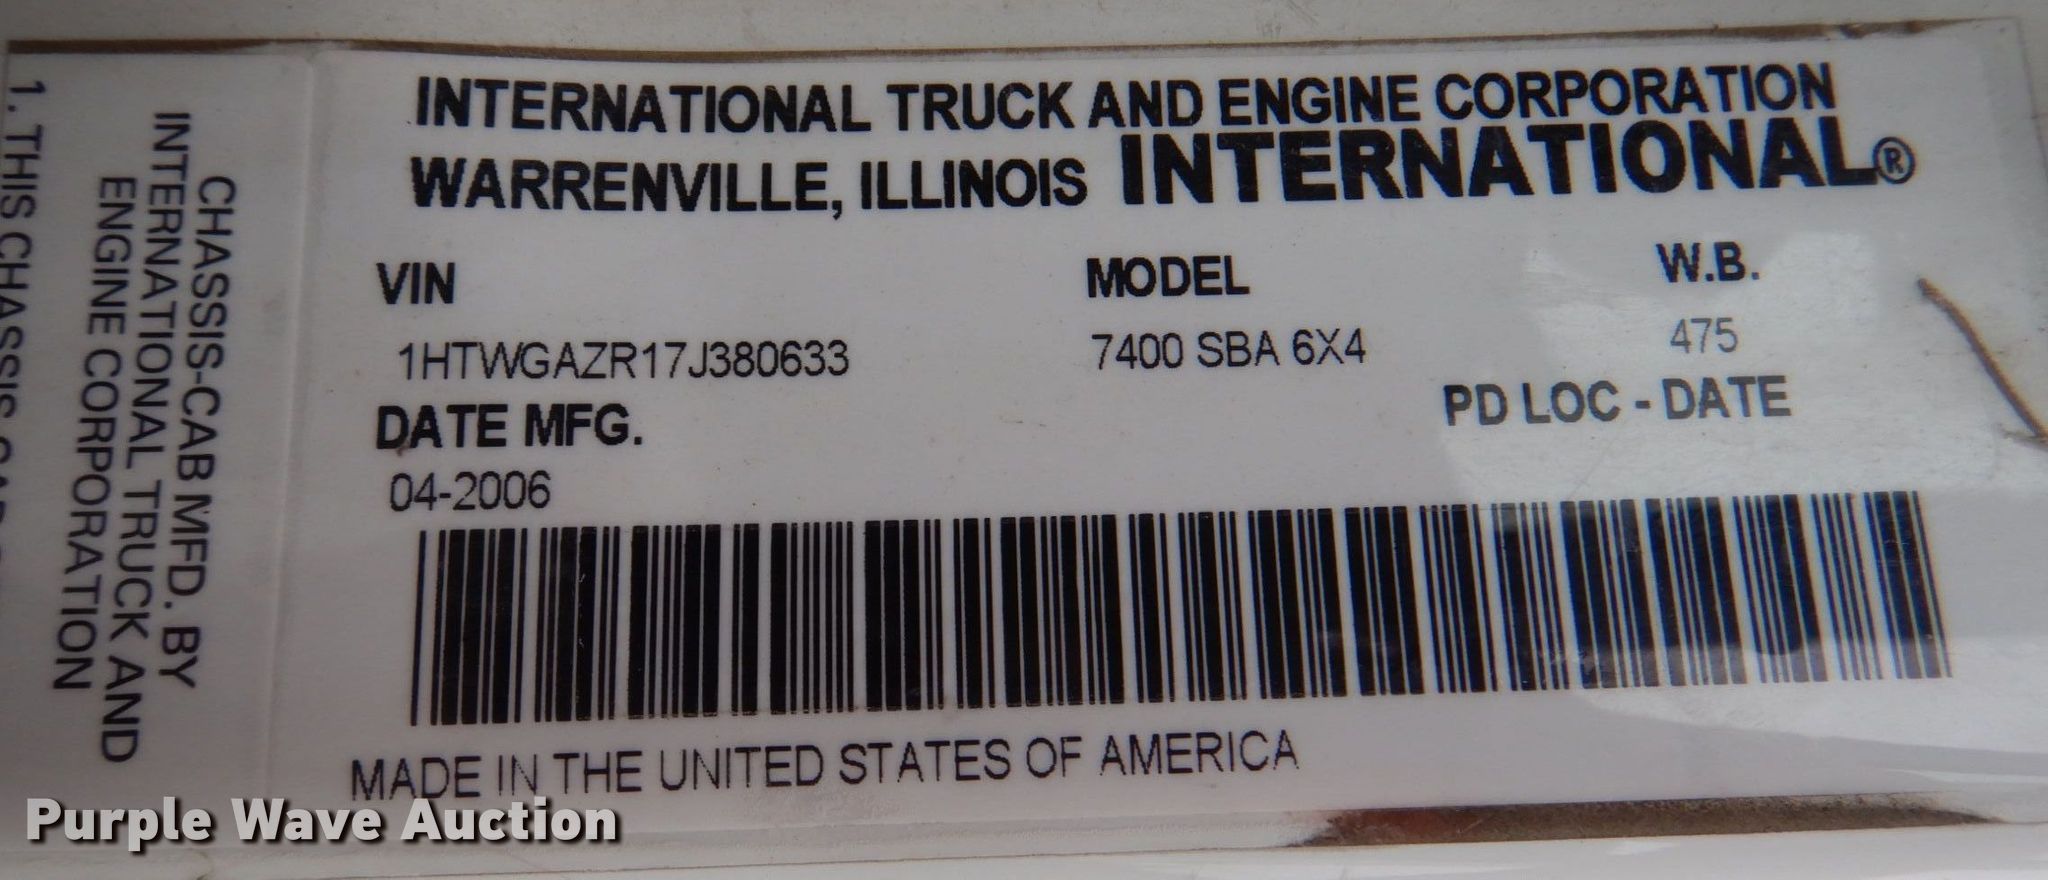 INTERNATIONAL TRUCK AND ENGINE CORPORATION
WARRENVILLE, ILLINOIS INTERNATIONAL®
VIN MODEL W.B.
1HTWGAZR17J380633 7400 SBA 6X4 475
DATE MFG. PD LOC - DATE
04-2006
MADE IN THE UNITED STATES OF AMERICA
CHASSIS-CAB MFD. BY
INTERNATIONAL TRUCK AND
ENGINE CORPORATION
1. THIS CHASSIS
Purple Wave Auction